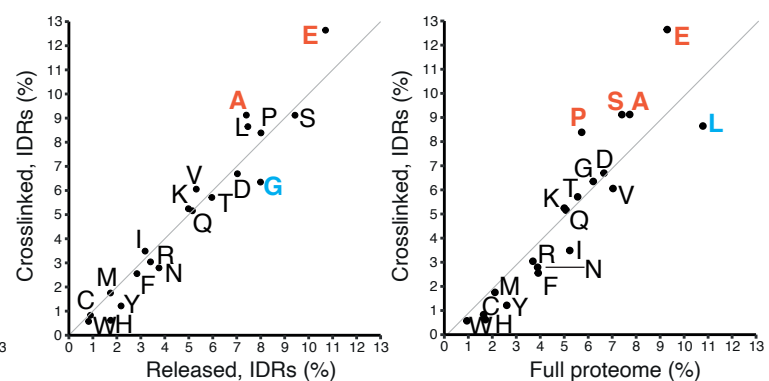 13
12
11
10
9
8
7
6
5
4
3
2
1
0
Crosslinked, IDRs (%)
E
A
L
P
S
V
K
D
G
T
Q
I
R
N
F
M
C
Y
W
H
0 1 2 3 4 5 6 7 8 9 10 11 12 13
Released, IDRs (%)
3
13
12
11
10
9
8
7
6
5
4
3
2
1
0
Crosslinked, IDRs (%)
E
S A
P
L
G
D
T
V
K
Q
I
R
N
F
M
C
Y
W
H
0 1 2 3 4 5 6 7 8 9 10 11 12 13
Full proteome (%)